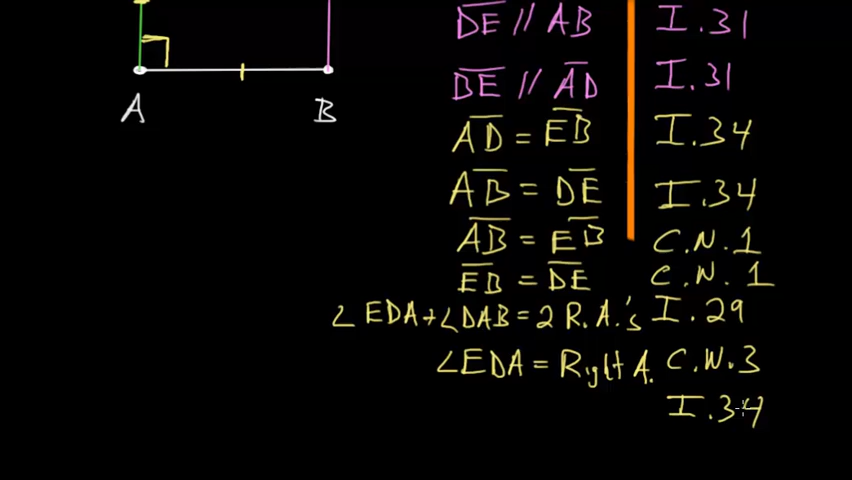 DE // AB I.31
BE // AD I.31
A B
AD = EB I.34
AB = DE I.34
AB = EB C.N.1
EB = DE C.N.1
∠EDA+∠DAB=2 R.A.'s I.29
∠EDA = Right A. C.N.3
I.34